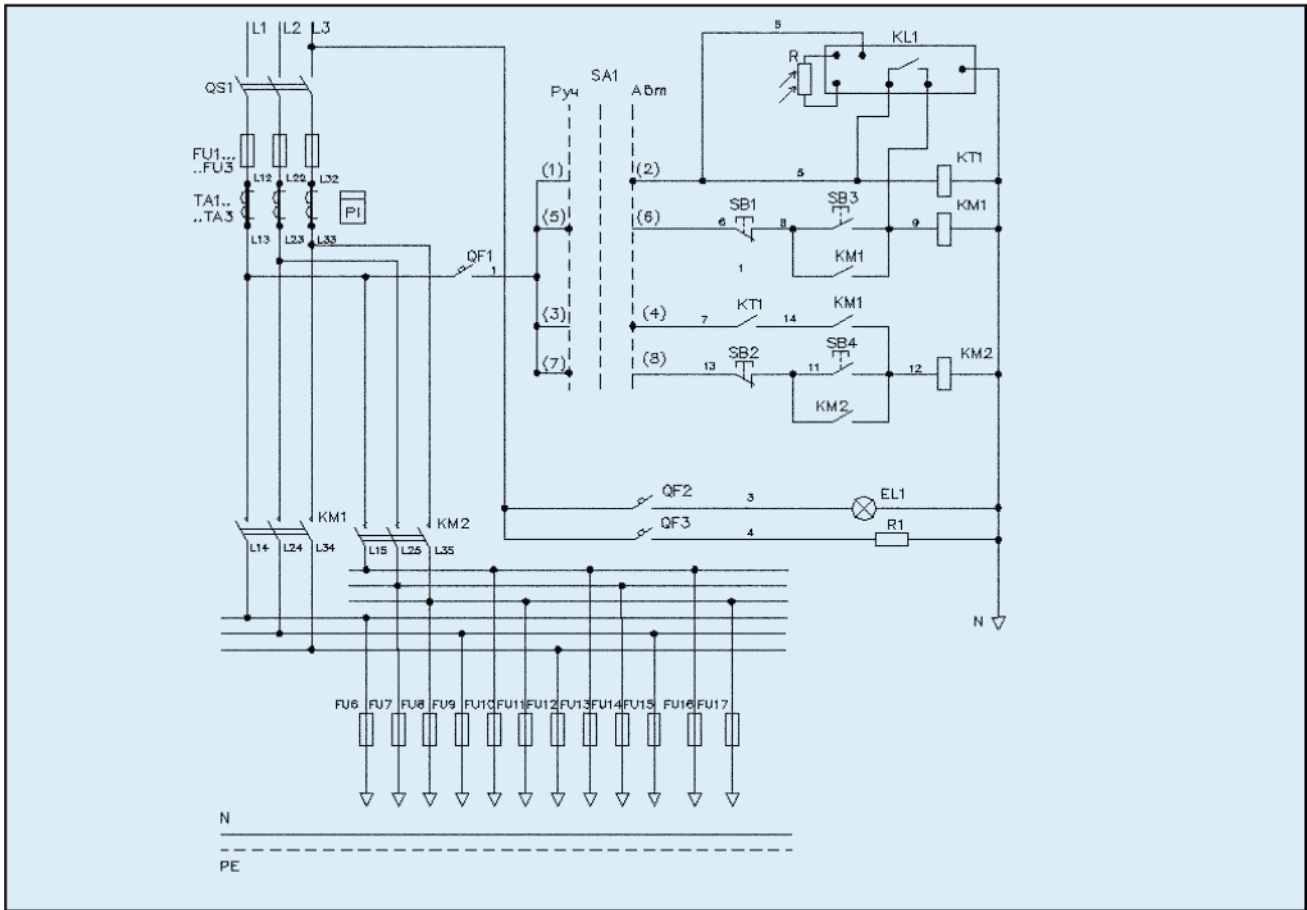 L1 L2 L3
5
KL1
R
SA1
QS1
Руч Авт
FU1...
..FU3
L12 L22 L32
(1) (2) 5 KT1
TA1..
..TA3
PI
SB1 SB3 KM1
(5) (6) 6 8 9
L13 L23 L33
QF1 1
1 KM1
(3) (4) 7 KT1 14 KM1
SB2 SB4 KM2
(7) (8) 13 11 12
KM2
QF2 3 EL1
KM1 KM2
QF3 4 R1
L14 L24 L34 L15 L25 L35
N
FU6 FU7 FU8 FU9 FU10 FU11 FU12 FU13 FU14 FU15 FU16 FU17
N
PE